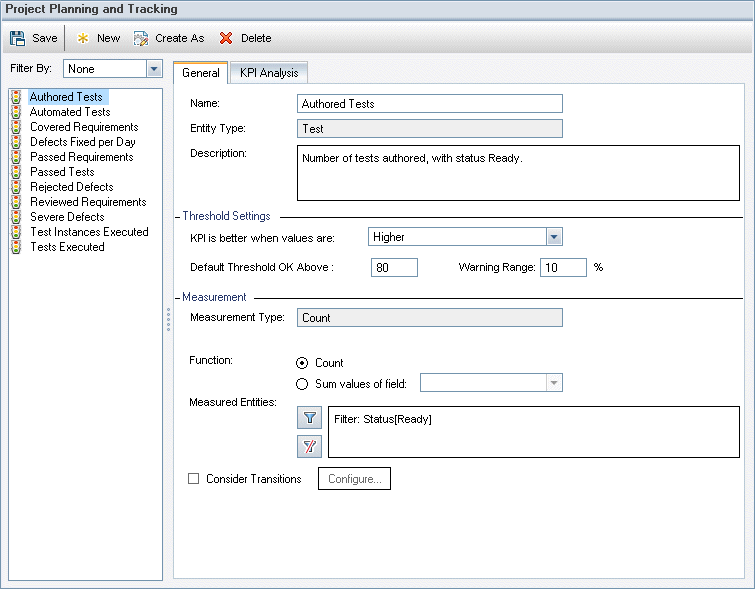 Project Planning and Tracking
Save New Create As Delete
Filter By: None
Authored Tests
Automated Tests
Covered Requirements
Defects Fixed per Day
Passed Requirements
Passed Tests
Rejected Defects
Reviewed Requirements
Severe Defects
Test Instances Executed
Tests Executed
General KPI Analysis
Name: Authored Tests
Entity Type: Test
Description: Number of tests authored, with status Ready.
Threshold Settings
KPI is better when values are: Higher
Default Threshold OK Above : 80 Warning Range: 10 %
Measurement
Measurement Type: Count
Function: Count
Sum values of field:
Measured Entities: Filter: Status[Ready]
Consider Transitions Configure...